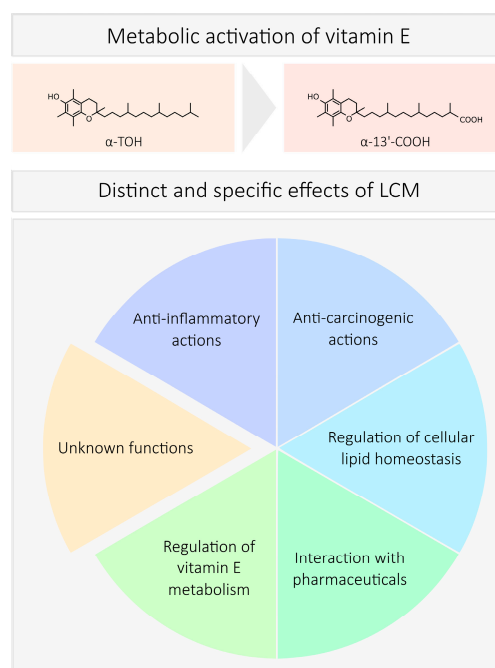 Metabolic activation of vitamin E
HO
O
α-TOH
HO
O
COOH
α-13'-COOH
Distinct and specific effects of LCM
Anti-inflammatory
actions
Anti-carcinogenic
actions
Unknown functions
Regulation of cellular
lipid homeostasis
Regulation of
vitamin E
metabolism
Interaction with
pharmaceuticals